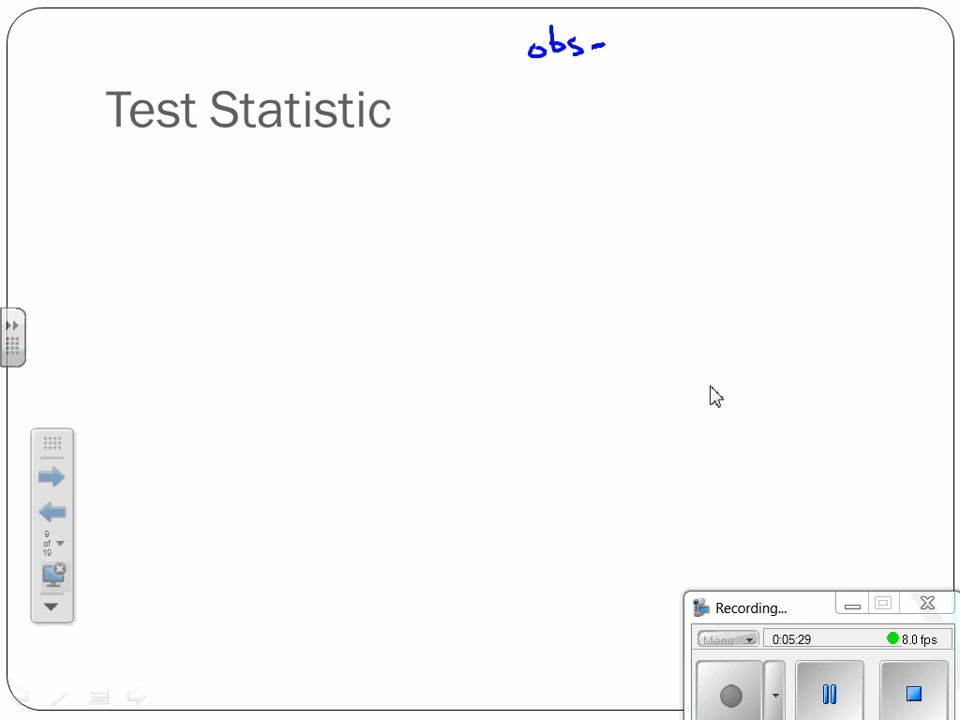 obs -
Test Statistic
9
of
19
Recording...
Menu
0:05:29
8.0 fps